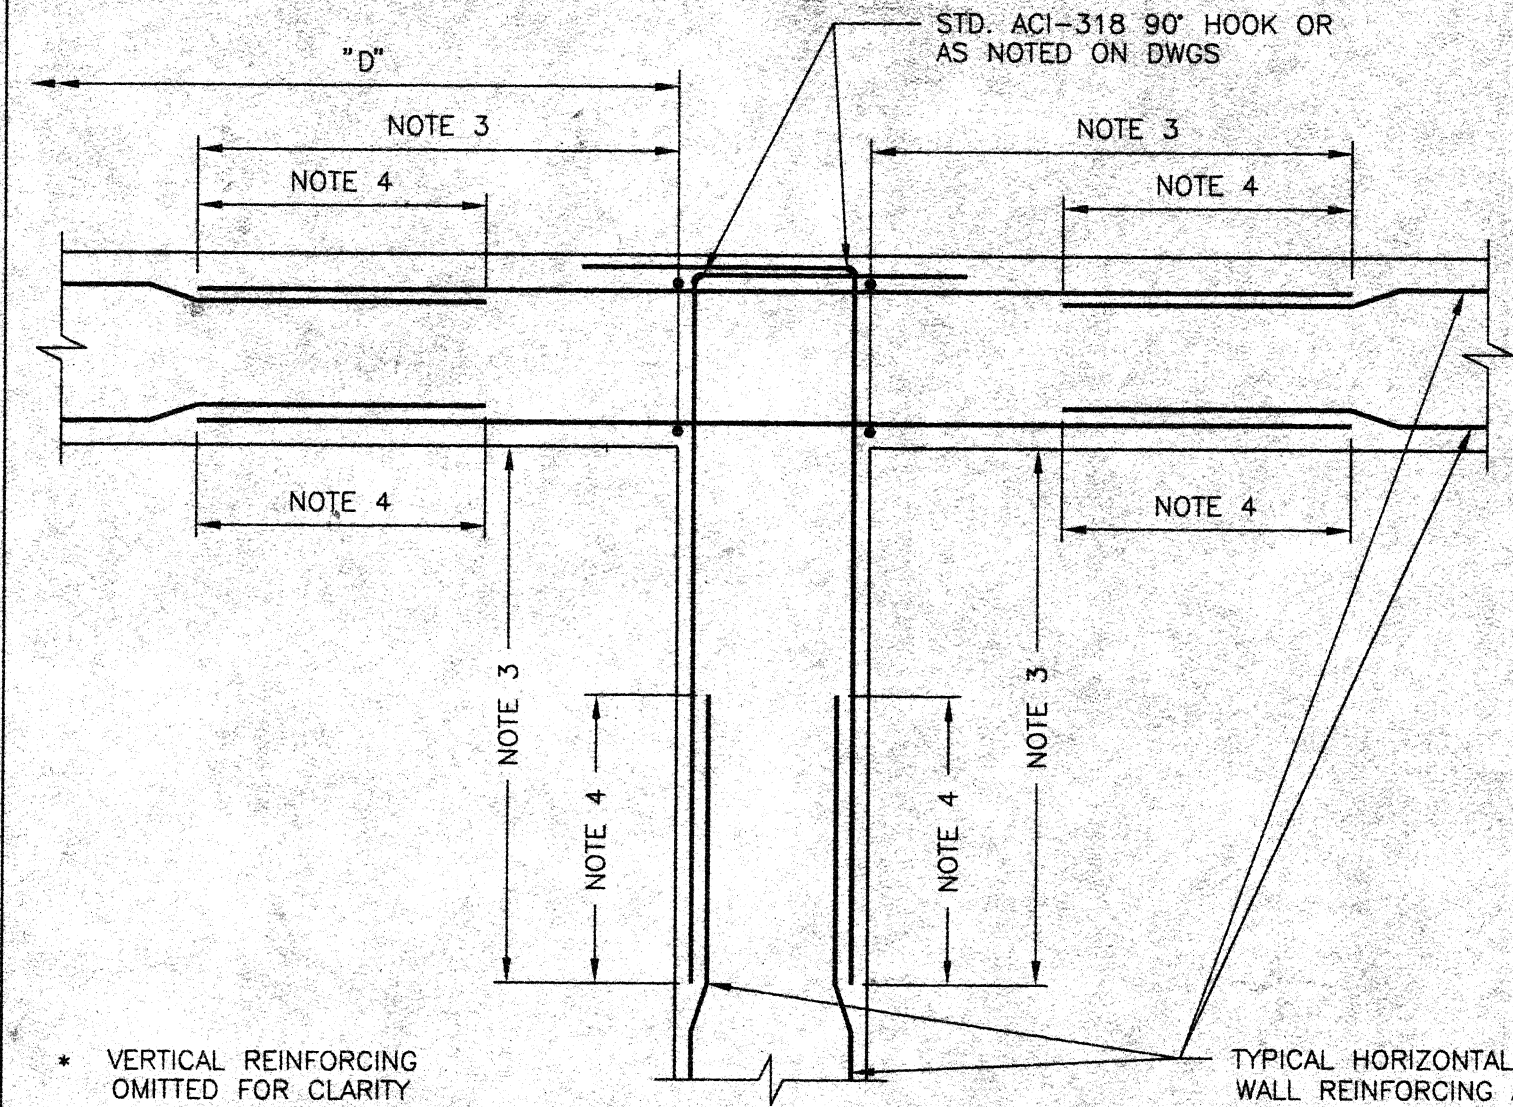 STD. ACI-318 90° HOOK OR
AS NOTED ON DWGS
"D"
NOTE 3
NOTE 3
NOTE 4
NOTE 4
NOTE 4
NOTE 4
NOTE 3
NOTE 4
NOTE 4
NOTE 3
* VERTICAL REINFORCING
OMITTED FOR CLARITY
TYPICAL HORIZONTAL
WALL REINFORCING